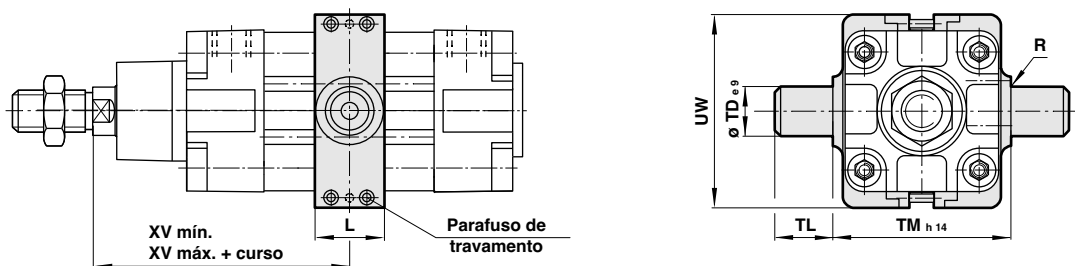 XV mín.
XV máx. + curso
L
Parafuso de
travamento
UW
ø TD e 9
R
TL
TM h 14